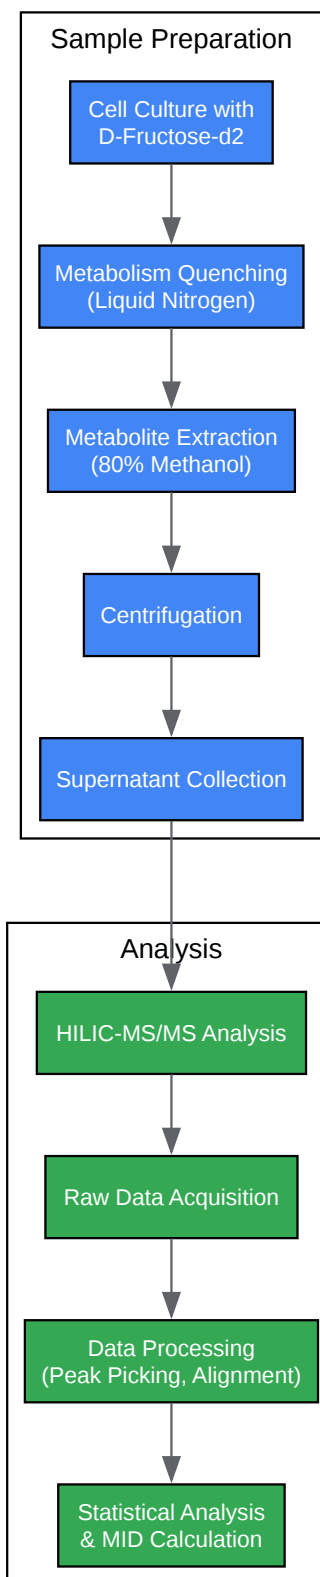 Sample Preparation
Cell Culture with
D-Fructose-d2
Metabolism Quenching
(Liquid Nitrogen)
Metabolite Extraction
(80% Methanol)
Centrifugation
Supernatant Collection
Analysis
HILIC-MS/MS Analysis
Raw Data Acquisition
Data Processing
(Peak Picking, Alignment)
Statistical Analysis
& MID Calculation